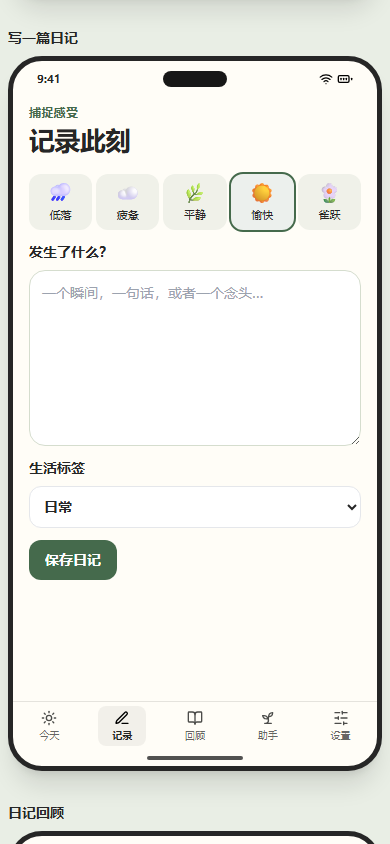 写一篇日记
9:41
捕捉感受
记录此刻
低落
疲惫
平静
愉快
雀跃
发生了什么？
一个瞬间，一句话，或者一个念头...
生活标签
日常
保存日记
今天
记录
回顾
助手
设置
日记回顾